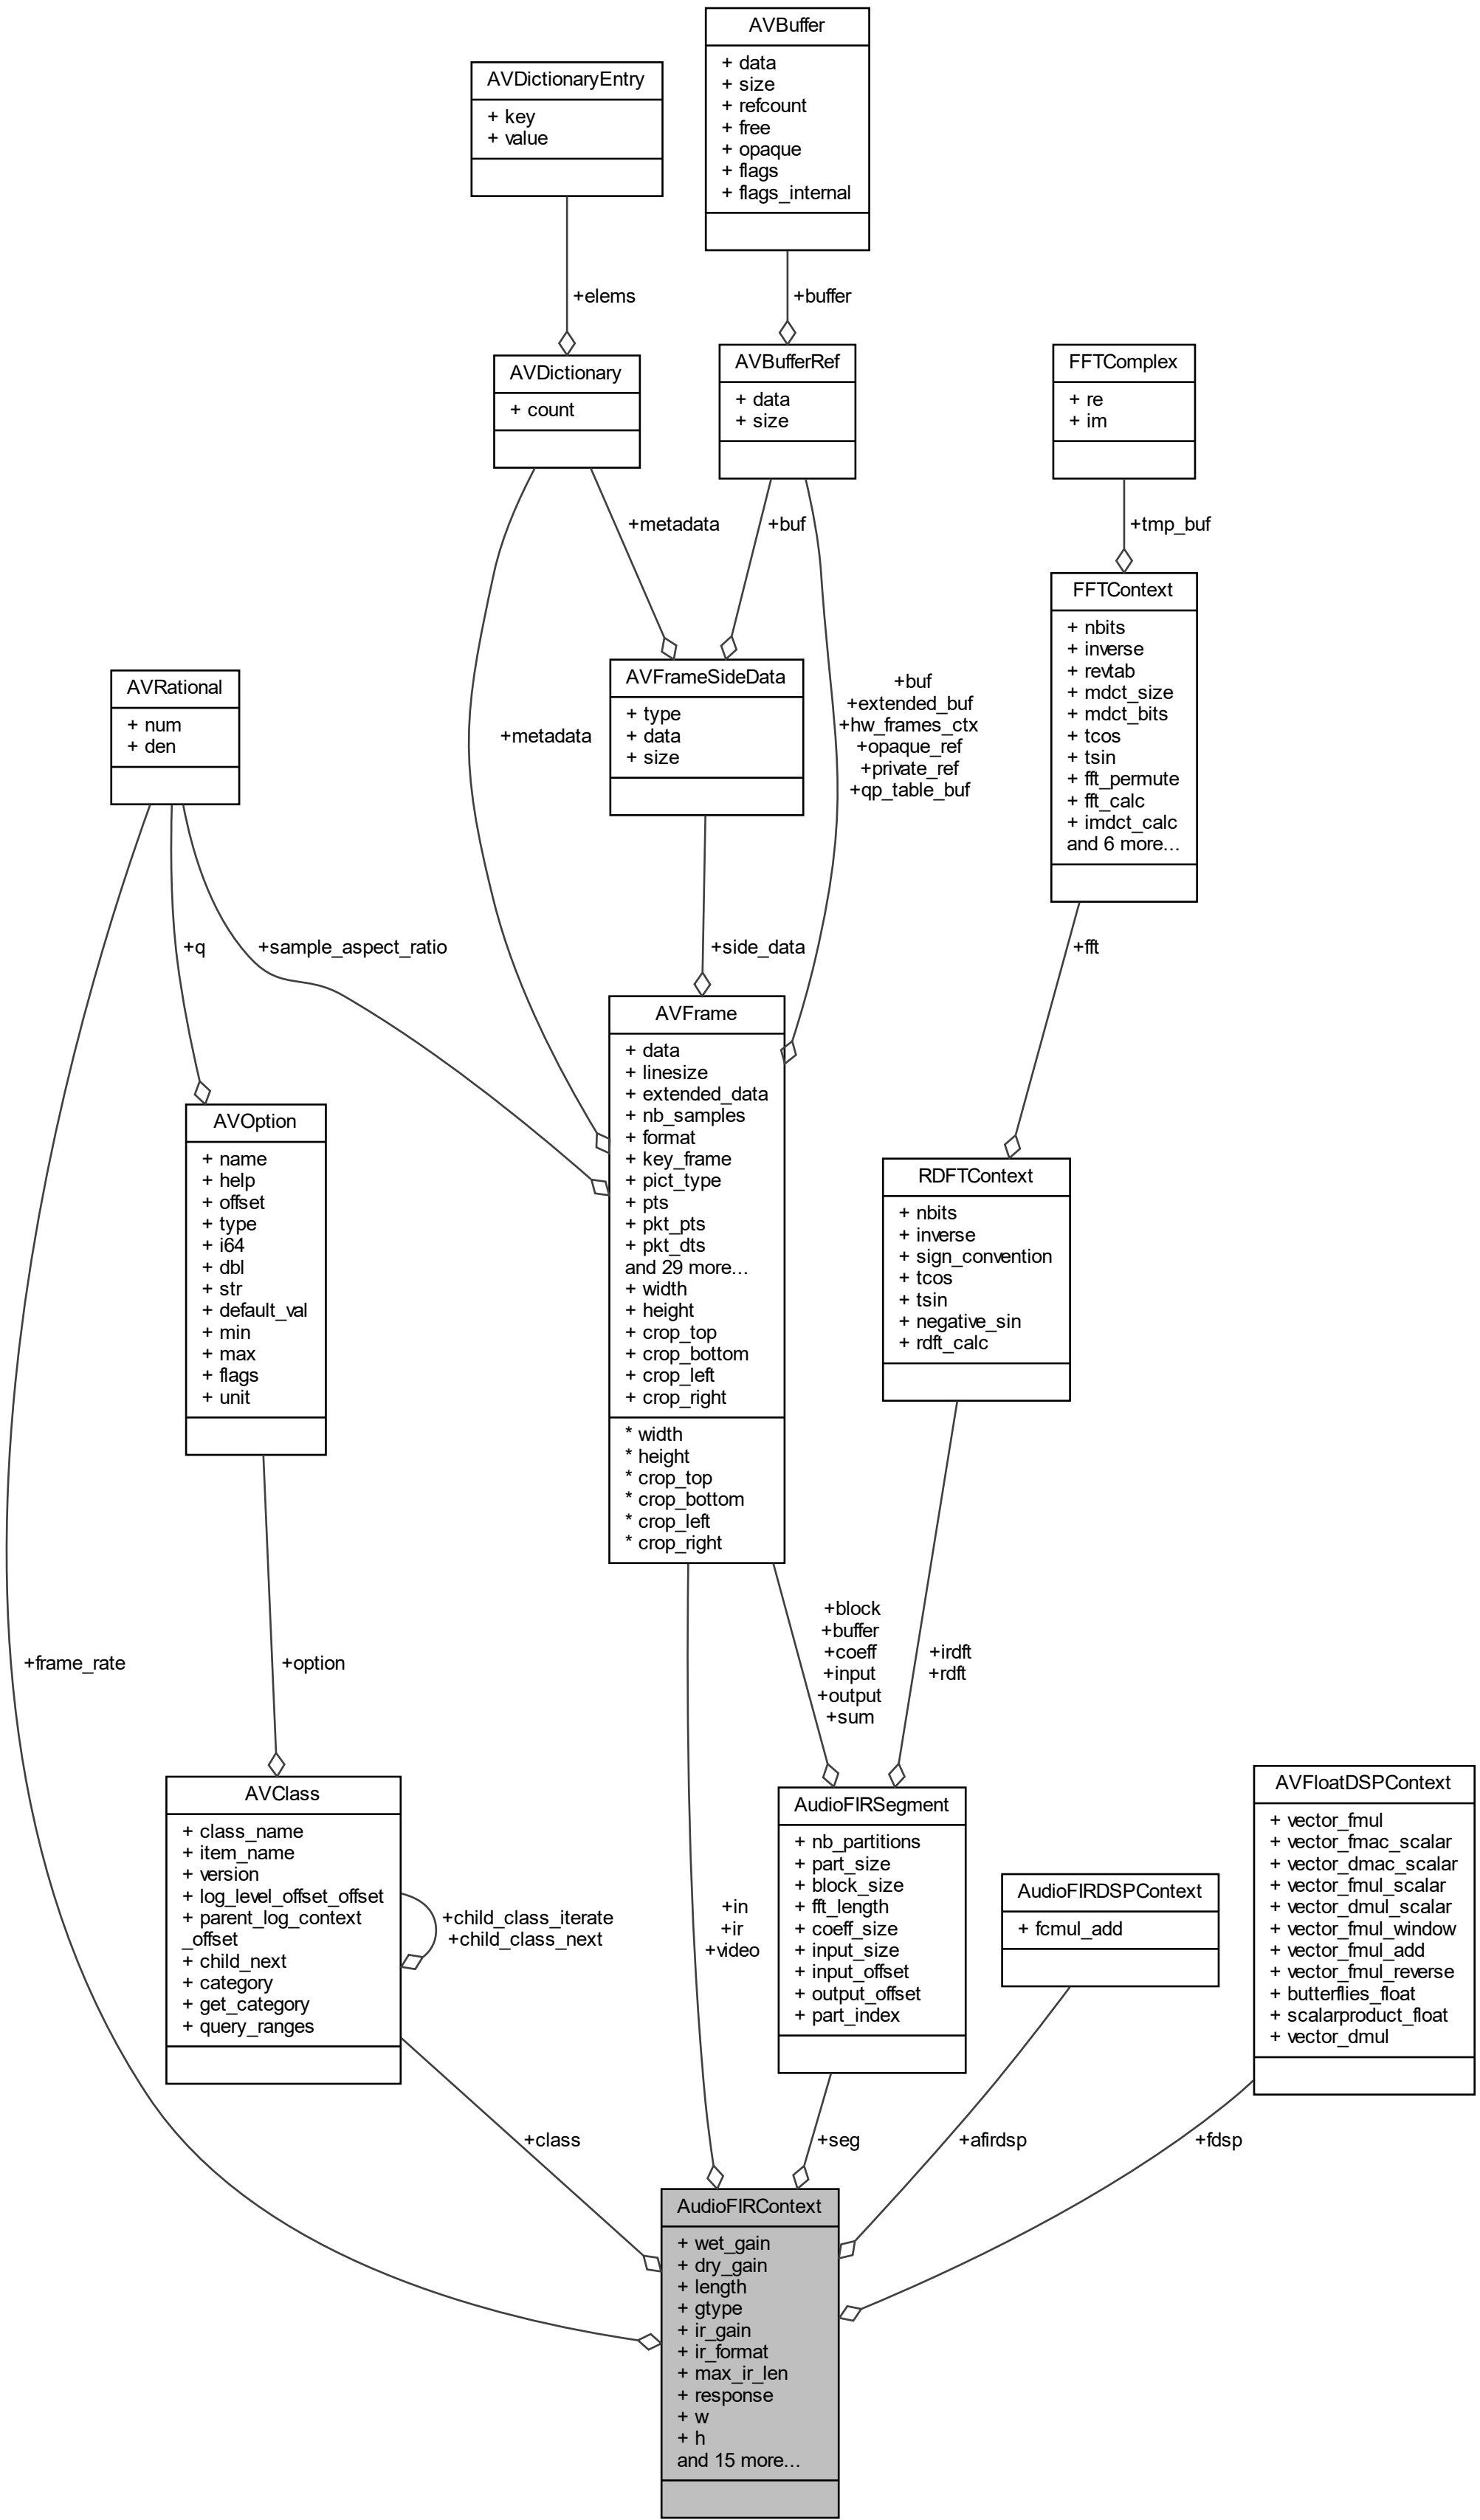 AVBuffer
+ data
+ size
+ refcount
+ free
+ opaque
+ flags
+ flags_internal
AVDictionaryEntry
+ key
+ value
+elems
+buffer
AVDictionary
+ count
AVBufferRef
+ data
+ size
FFTComplex
+ re
+ im
+metadata
+buf
+tmp_buf
FFTContext
+ nbits
+ inverse
+ revtab
+ mdct_size
+ mdct_bits
+ tcos
+ tsin
+ fft_permute
+ fft_calc
+ imdct_calc
and 6 more...
AVRational
+ num
+ den
+metadata
AVFrameSideData
+ type
+ data
+ size
+buf
+extended_buf
+hw_frames_ctx
+opaque_ref
+private_ref
+qp_table_buf
+q
+sample_aspect_ratio
+side_data
+fft
AVFrame
+ data
+ linesize
+ extended_data
+ nb_samples
+ format
+ key_frame
+ pict_type
+ pts
+ pkt_pts
+ pkt_dts
and 29 more...
+ width
+ height
+ crop_top
+ crop_bottom
+ crop_left
+ crop_right
* width
* height
* crop_top
* crop_bottom
* crop_left
* crop_right
AVOption
+ name
+ help
+ offset
+ type
+ i64
+ dbl
+ str
+ default_val
+ min
+ max
+ flags
+ unit
RDFTContext
+ nbits
+ inverse
+ sign_convention
+ tcos
+ tsin
+ negative_sin
+ rdft_calc
+frame_rate
+option
+block
+buffer
+coeff
+input
+output
+sum
+irdft
+rdft
AVClass
+ class_name
+ item_name
+ version
+ log_level_offset_offset
+ parent_log_context
_offset
+ child_next
+ category
+ get_category
+ query_ranges
+child_class_iterate
+child_class_next
+in
+ir
+video
AudioFIRSegment
+ nb_partitions
+ part_size
+ block_size
+ fft_length
+ coeff_size
+ input_size
+ input_offset
+ output_offset
+ part_index
AudioFIRDSPContext
+ fcmul_add
AVFloatDSPContext
+ vector_fmul
+ vector_fmac_scalar
+ vector_dmac_scalar
+ vector_fmul_scalar
+ vector_dmul_scalar
+ vector_fmul_window
+ vector_fmul_add
+ vector_fmul_reverse
+ butterflies_float
+ scalarproduct_float
+ vector_dmul
+class
+seg
+afirdsp
+fdsp
AudioFIRContext
+ wet_gain
+ dry_gain
+ length
+ gtype
+ ir_gain
+ ir_format
+ max_ir_len
+ response
+ w
+ h
and 15 more...